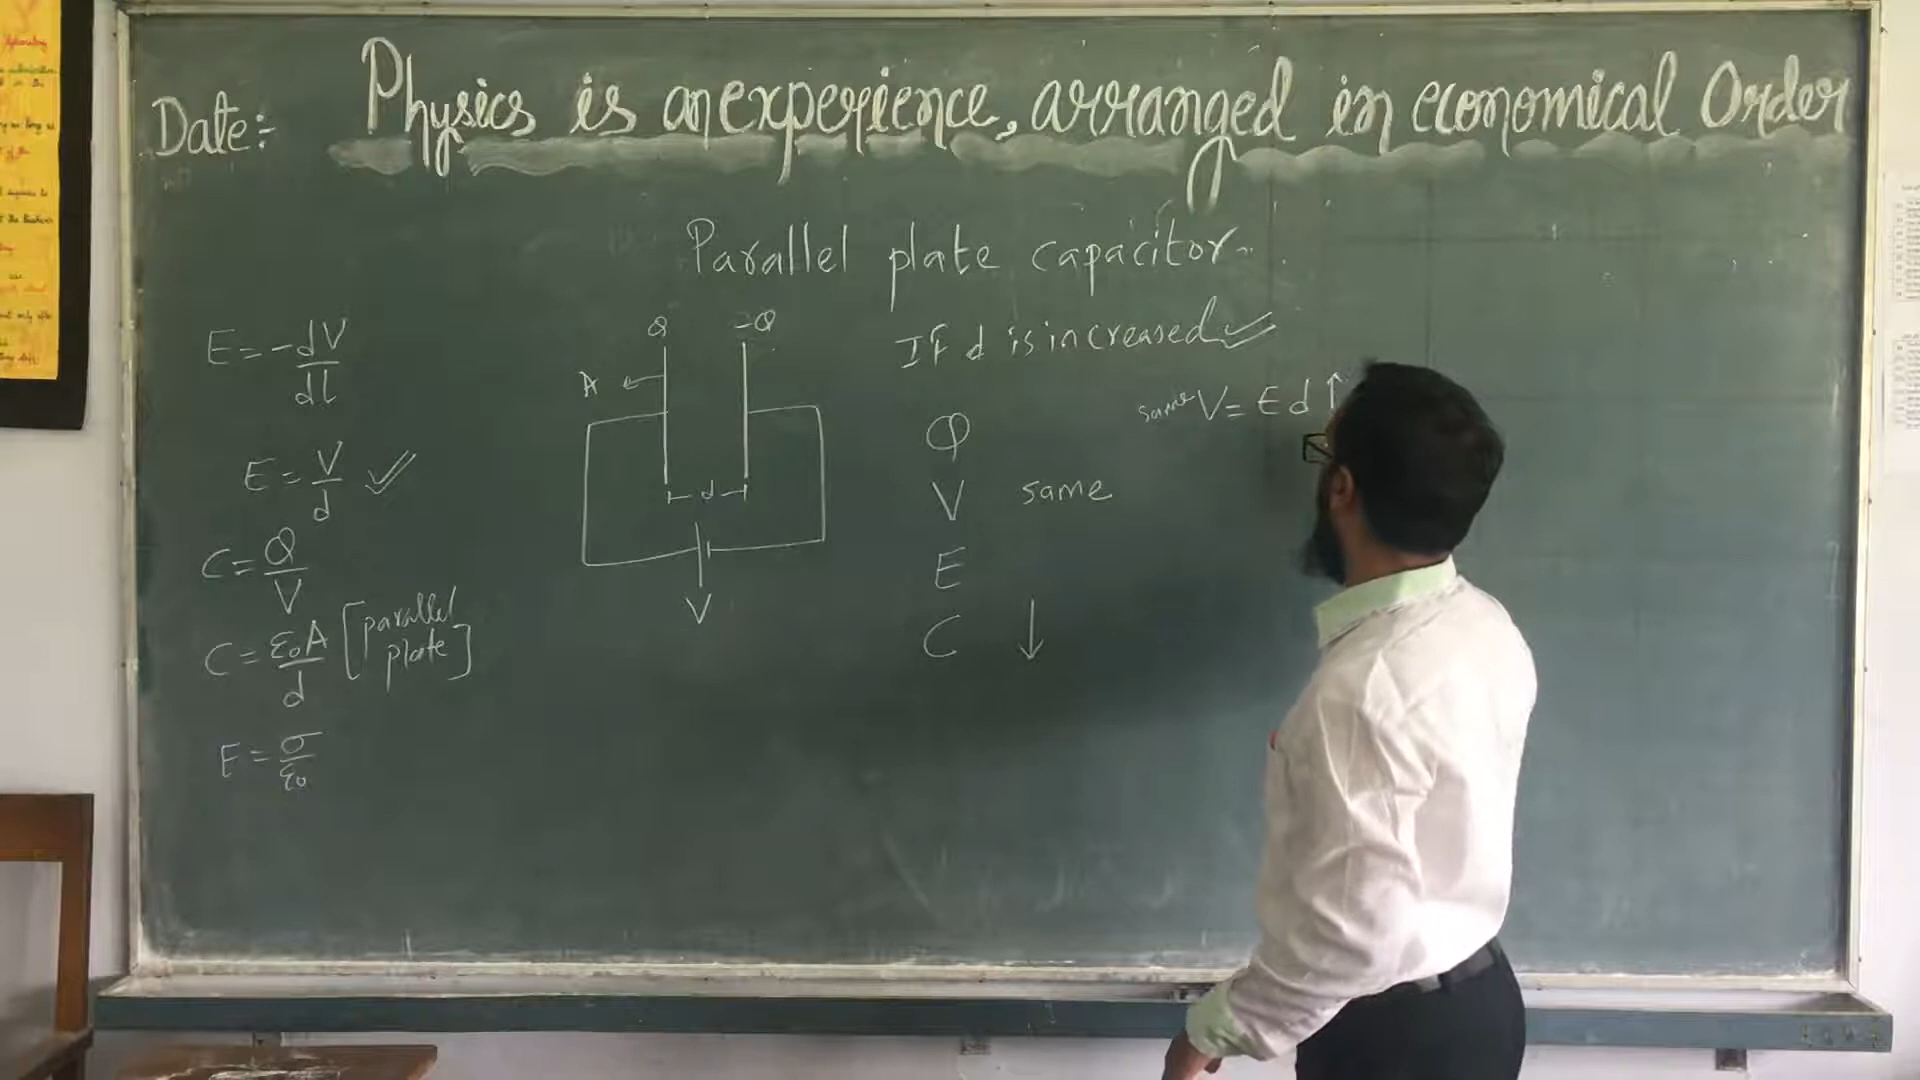 Date:-
Physics is an experience, arranged in economical Order
Parallel plate capacitor
E = -dV/dl
E = V/d ✓
C = Q/V
C = ε₀A/d [parallel plate]
E = σ/ε₀
Q
-Q
A
d
V
If d is increased ✓
same V = E d ↑
Q
V same
E
C ↓